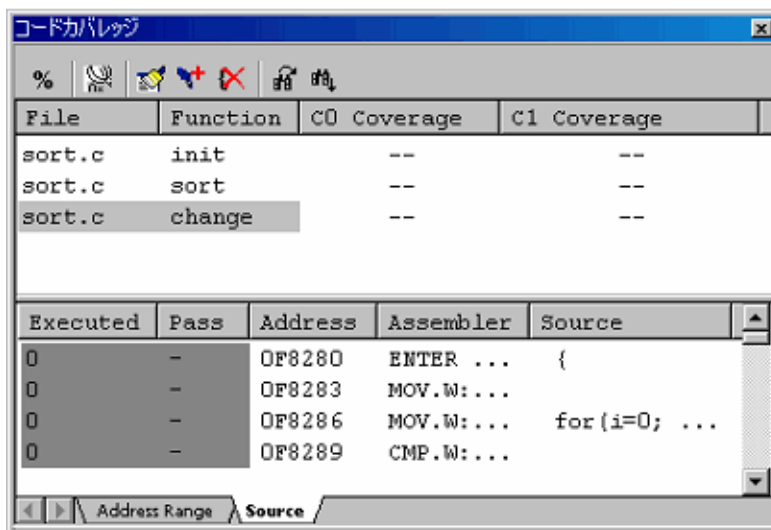 コードカバレッジ
%
File Function C0 Coverage C1 Coverage
sort.c init -- --
sort.c sort -- --
sort.c change -- --
Executed Pass Address Assembler Source
0 - 0F8280 ENTER ... {
0 - 0F8283 MOV.W:...
0 - 0F8286 MOV.W:... for(i=0; ...
0 - 0F8289 CMP.W:...
Address Range Source